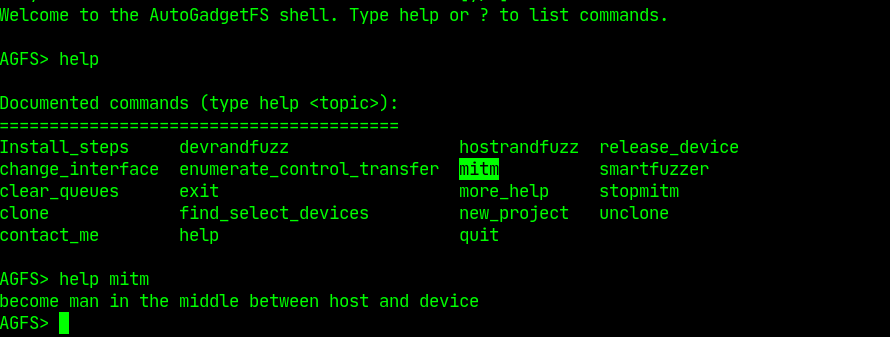 Welcome to the AutoGadgetFS shell. Type help or ? to list commands.
AGFS> help
Documented commands (type help <topic>):
========================================
Install_steps devrandfuzz hostrandfuzz release_device
change_interface enumerate_control_transfer mitm smartfuzzer
clear_queues exit more_help stopmitm
clone find_select_devices new_project unclone
contact_me help quit
AGFS> help mitm
become man in the middle between host and device
AGFS>